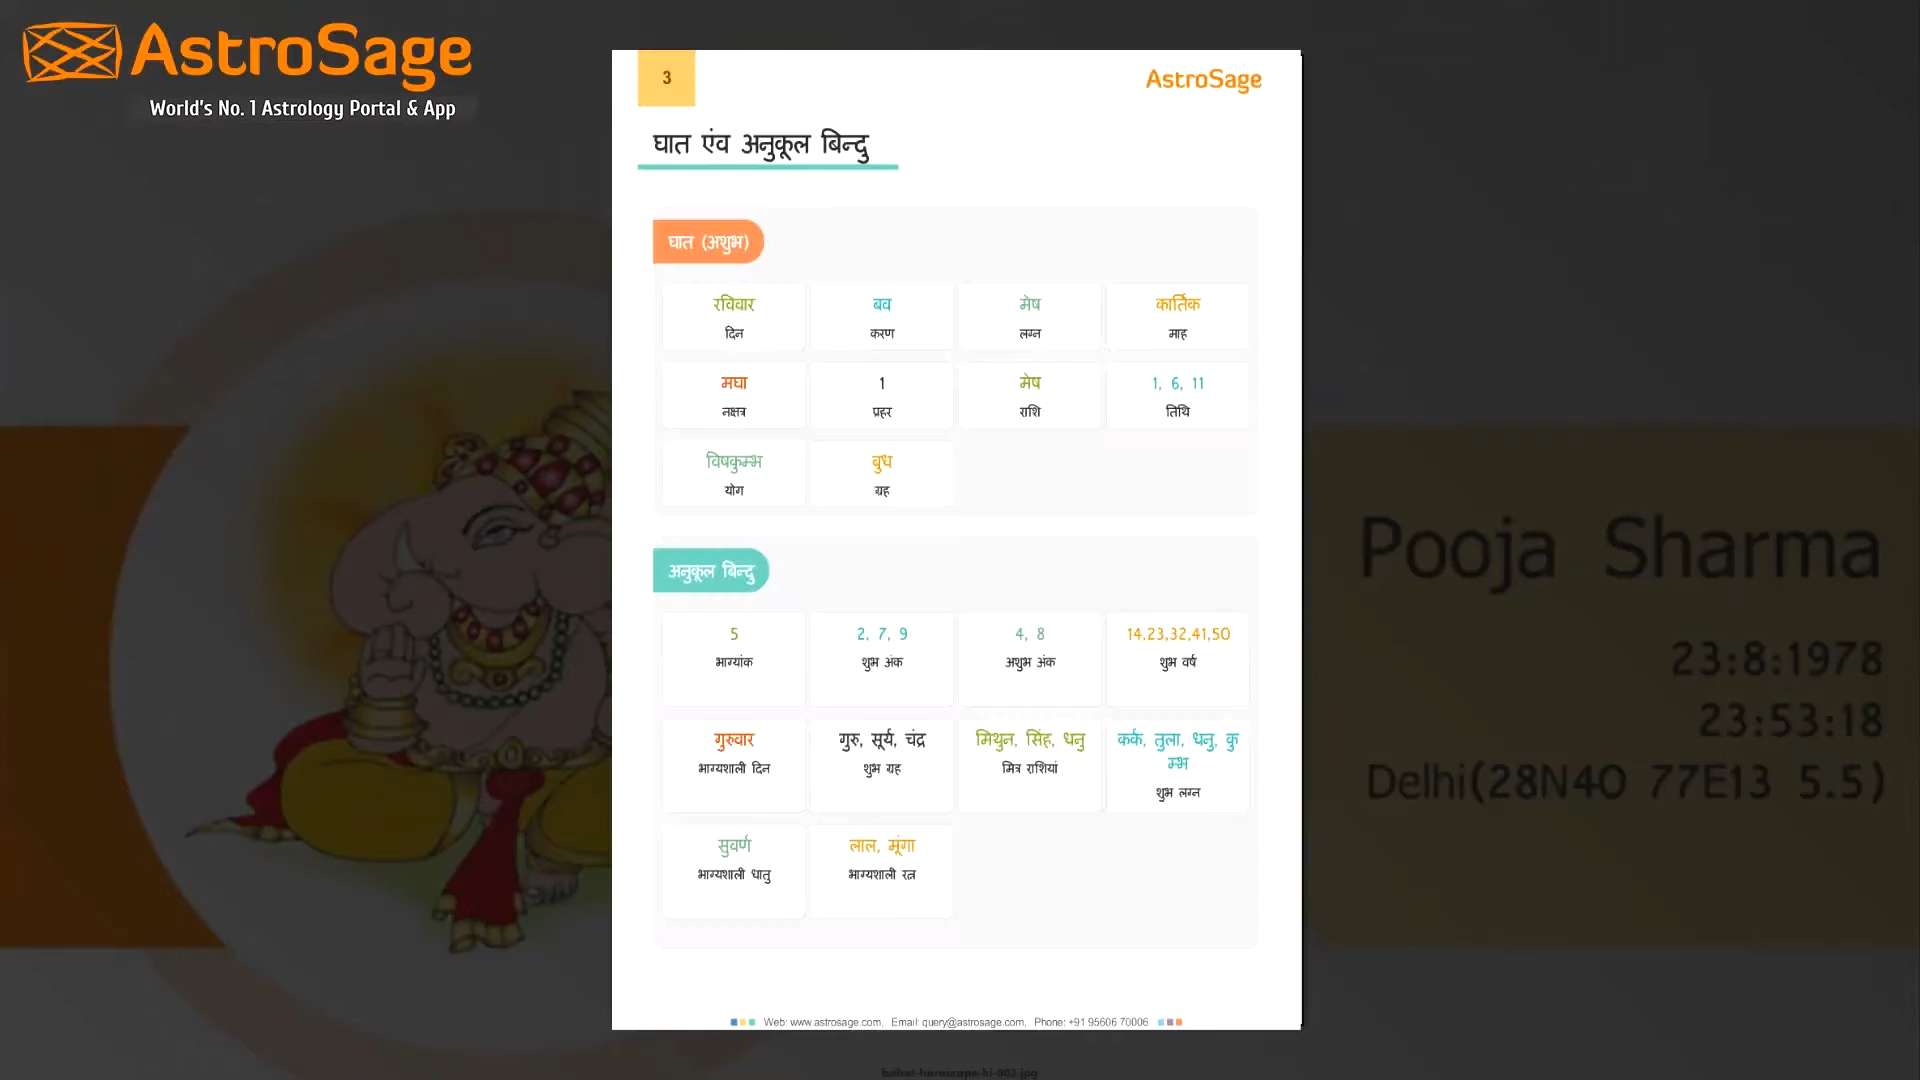 AstroSage
World's No. 1 Astrology Portal & App
3
AstroSage
घात एंव अनुकूल बिन्दु
घात (अशुभ)
रविवार बव मेष कार्तिक
दिन करण लग्न माह
मघा 1 मेष 1, 6, 11
नक्षत्र प्रहर राशि तिथि
विषकुम्भ बुध
योग ग्रह
अनुकूल बिन्दु
5 2, 7, 9 4, 8 14,23,32,41,50
भाग्यांक शुभ अंक अशुभ अंक शुभ वर्ष
गुरुवार गुरु, सूर्य, चंद्र मिथुन, सिंह, धनु कर्क, तुला, धनु, कु
म्भ
भाग्यशाली दिन शुभ ग्रह मित्र राशियां शुभ लग्न
सुवर्ण लाल, मूंगा
भाग्यशाली धातु भाग्यशाली रत्न
Web: www.astrosage.com, Email: query@astrosage.com, Phone: +91 95606 70006
Pooja Sharma
23:8:1978
23:53:18
Delhi(28N40 77E13 5.5)